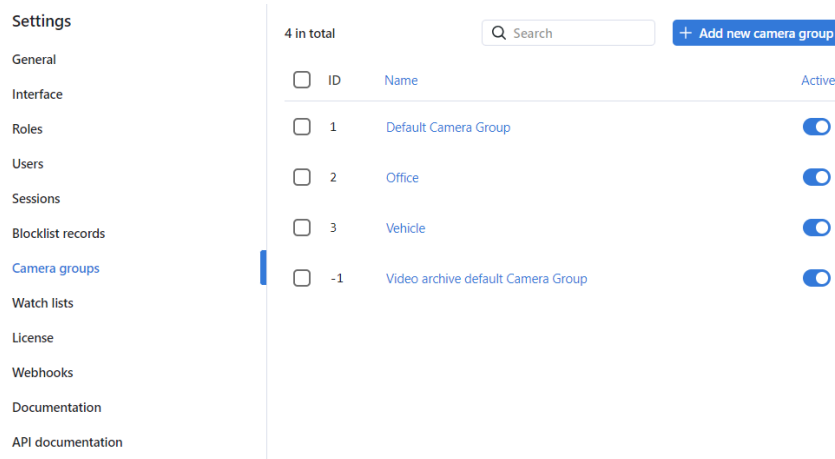 Settings
General
Interface
Roles
Users
Sessions
Blocklist records
Camera groups
Watch lists
License
Webhooks
Documentation
API documentation
4 in total
Search
+ Add new camera group
ID Name Active
1 Default Camera Group
2 Office
3 Vehicle
-1 Video archive default Camera Group